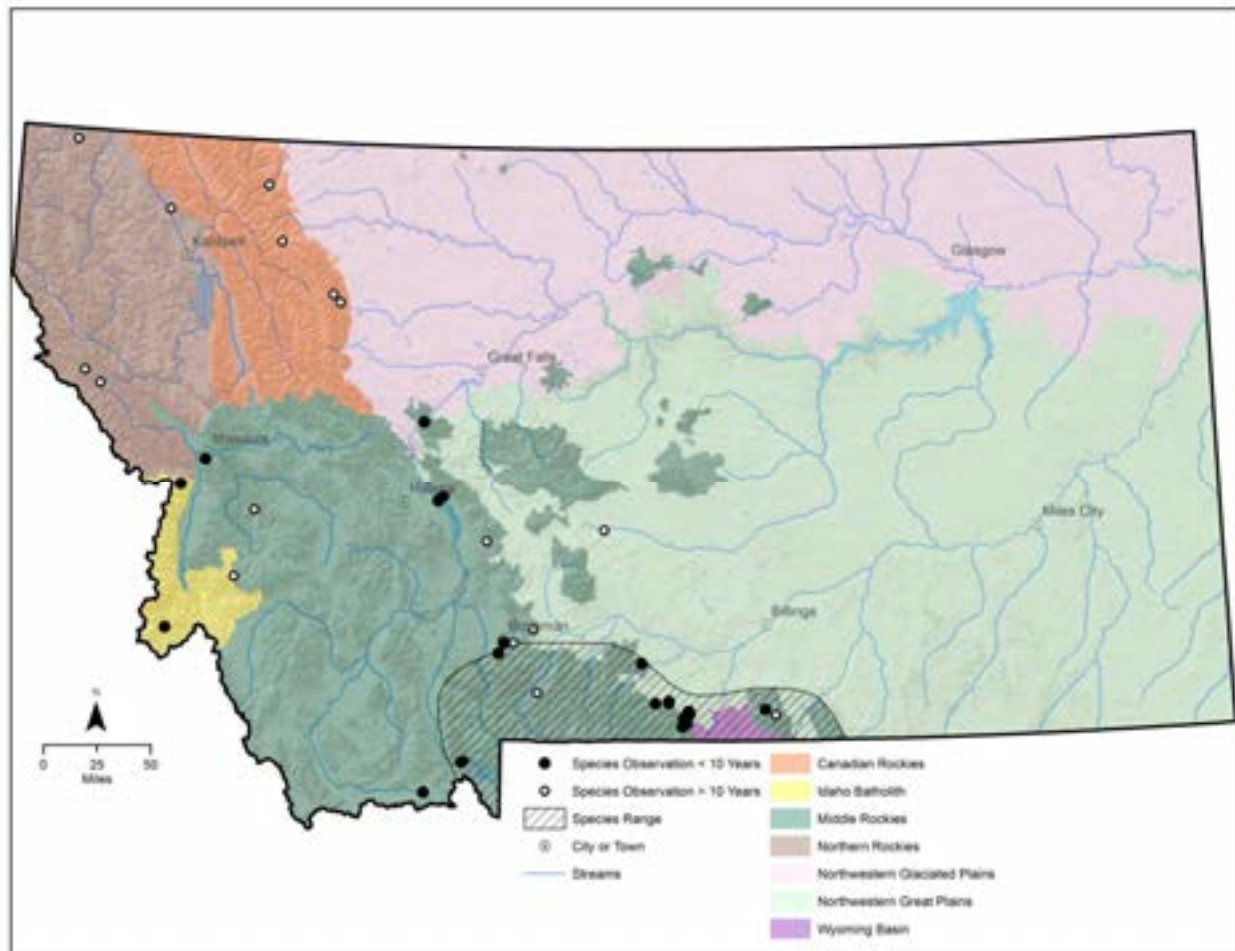 Kalispell
Glasgow
Great Falls
Missoula
Helena
Miles City
Billings
Bozeman
N
0 25 50
Miles
Species Observation < 10 Years
Species Observation > 10 Years
Species Range
City or Town
Streams
Canadian Rockies
Idaho Batholith
Middle Rockies
Northern Rockies
Northwestern Glaciated Plains
Northwestern Great Plains
Wyoming Basin